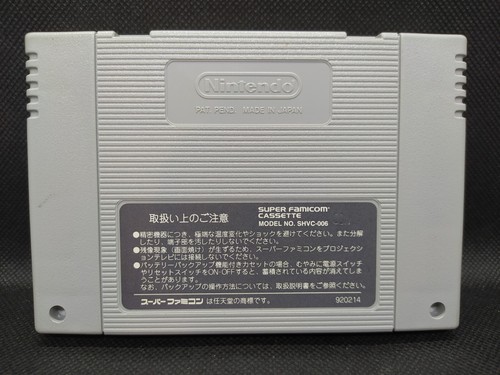 Nintendo
PAT. PEND. MADE IN JAPAN
取扱い上のご注意
SUPER FAMICOM
CASSETTE
MODEL NO. SHVC-006
●精密機器につき、極端な温度変化やショックを避けてください。また分解
したり、端子部を汚したりしないでください。
●残像現象(画面焼け)が生ずるため、スーパーファミコンをプロジェクシ
ョンテレビには接続しないでください。
●バッテリーバックアップ機能付きカセットの場合、むやみに電源スイッチ
やリセットスイッチをON-OFFすると、蓄積されている内容が消えてしま
うことがあります。
なお、バックアップの操作方法については、取扱説明書をご参照ください。
スーパーファミコンは任天堂の商標です。
920214